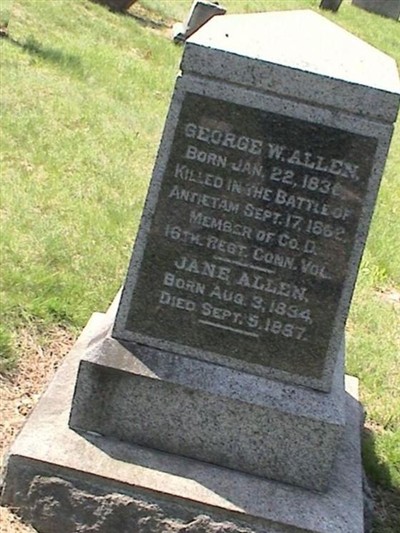 GEORGE W. ALLEN,
BORN JAN. 22, 1836,
KILLED IN THE BATTLE OF
ANTIETAM SEPT. 17, 1862,
MEMBER OF CO. D.
16TH. REGT. CONN. VOL.
JANE ALLEN,
BORN AUG. 3, 1834,
DIED SEPT. 5, 1887.